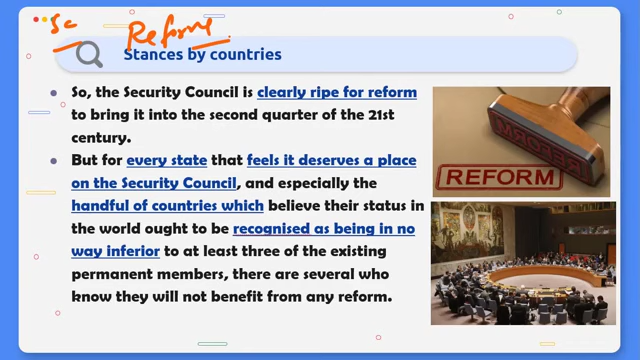 SC Reform
Stances by countries
So, the Security Council is clearly ripe for reform
to bring it into the second quarter of the 21st
century.
But for every state that feels it deserves a place
on the Security Council, and especially the
handful of countries which believe their status in
the world ought to be recognised as being in no
way inferior to at least three of the existing
permanent members, there are several who
know they will not benefit from any reform.
REFORM
REFORM